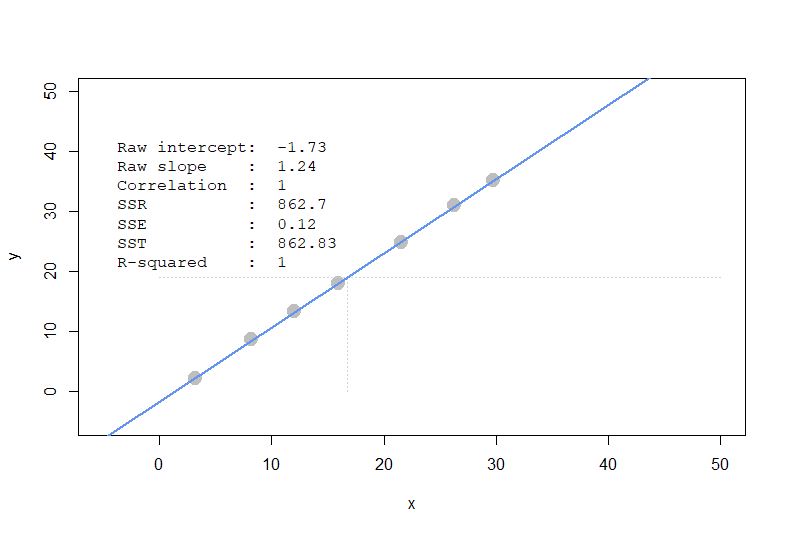 50
40
30
20
10
0
y
Raw intercept: -1.73
Raw slope    : 1.24
Correlation  : 1
SSR          : 862.7
SSE          : 0.12
SST          : 862.83
R-squared    : 1
0 10 20 30 40 50
x